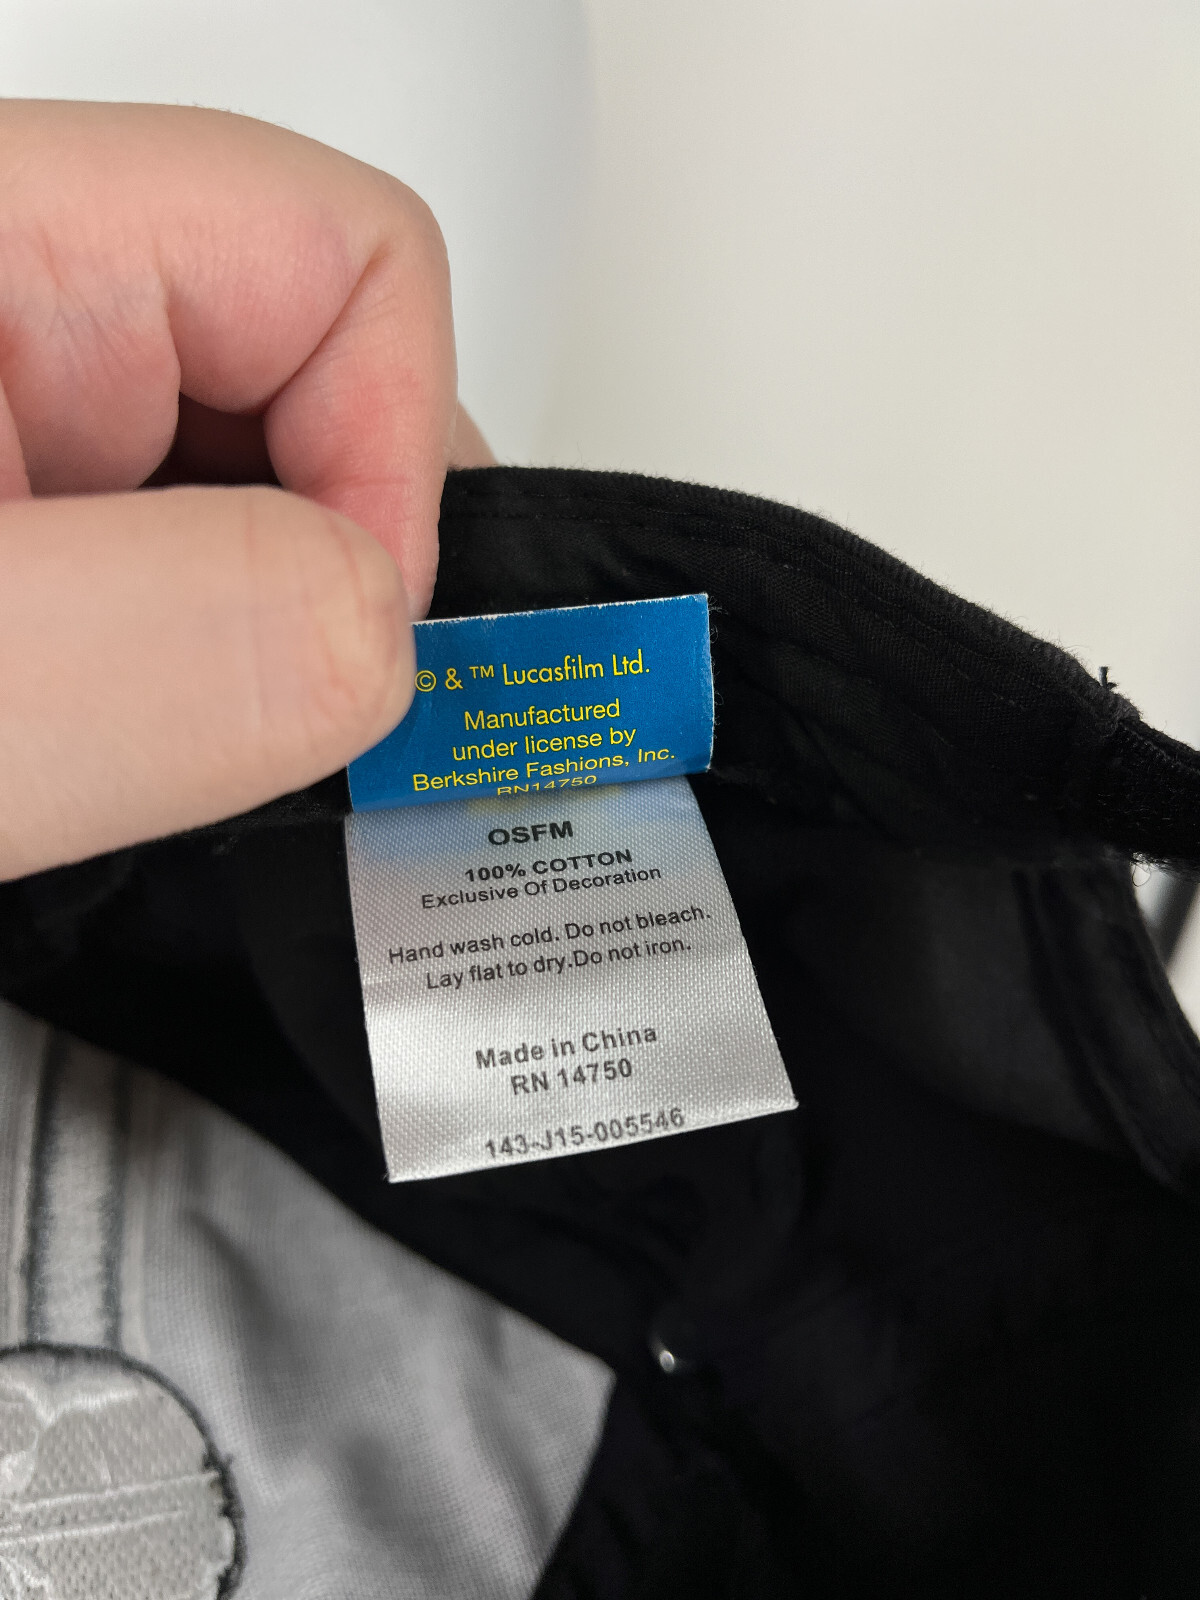 © & ™ Lucasfilm Ltd.
Manufactured
under license by
Berkshire Fashions, Inc.
RN14750
OSFM
100% COTTON
Exclusive Of Decoration
Hand wash cold. Do not bleach.
Lay flat to dry.Do not iron.
Made in China
RN 14750
143-J15-005546